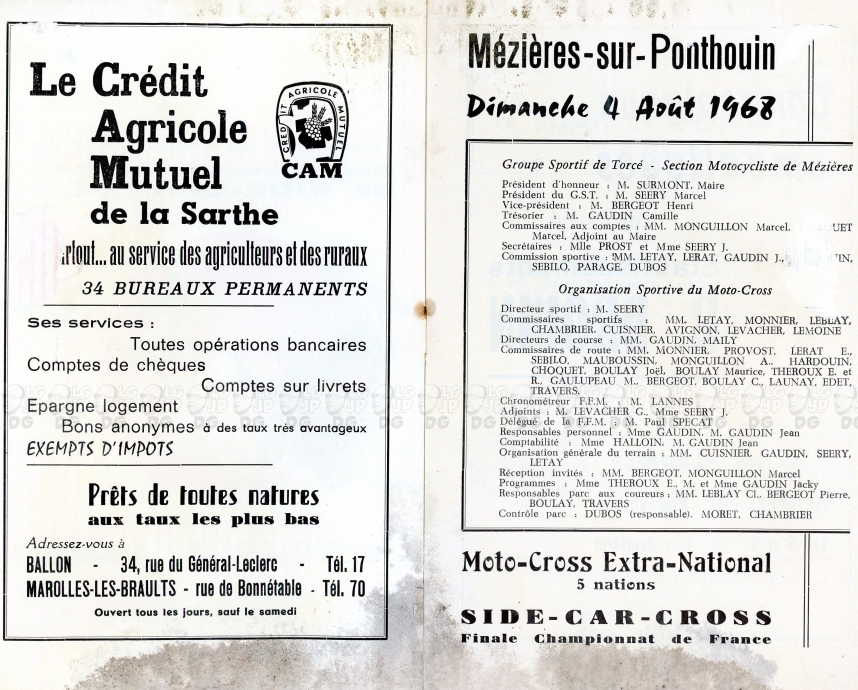 Le Crédit
Agricole
Mutuel
de la Sarthe
CREDIT AGRICOLE MUTUEL
CAM
au service des agriculteurs et des ruraux
34 BUREAUX PERMANENTS
Ses services :
Toutes opérations bancaires
Comptes de chèques
Comptes sur livrets
Epargne logement
Bons anonymes à des taux très avantageux
EXEMPTS D'IMPOTS
Prêts de toutes natures
aux taux les plus bas
Adressez-vous à
BALLON - 34, rue du Général-Leclerc - Tél. 17
MAROLLES-LES-BRAULTS - rue de Bonnétable - Tél. 70
Ouvert tous les jours, sauf le samedi
Mézières-sur-Ponthouin
Dimanche 4 Août 1968
Groupe Sportif de Torcé - Section Motocycliste de Mézières
Président d'honneur : M. SURMONT, Maire
Président du G.S.T. : M. SEERY Marcel
Vice-président : M. BERGEOT Henri
Trésorier : M. GAUDIN Camille
Commissaires aux comptes : MM. MONGUILLON Marcel,
Marcel, Adjoint au Maire
Secrétaires : Mlle PROST et Mme SEERY J.
Commission sportive : MM. LETAY, LERAT, GAUDIN J.,
SEBILO, PARAGE, DUBOS
Organisation Sportive du Moto-Cross
Directeur sportif : M. SEERY
Commissaires sportifs : MM. LETAY, MONNIER, LEBLAY,
CHAMBRIER, CUISNIER, AVIGNON, LEVACHER, LEMOINE
Directeurs de course : MM. GAUDIN, MAILY
Commissaires de route : MM. MONNIER, PROVOST, LERAT E.,
SEBILO, MAUBOUSSIN, MONGUILLON A., HARDOUIN,
CHOQUET, BOULAY Joël, BOULAY Maurice, THEROUX E. et
R., GAULUPEAU M., BERGEOT, BOULAY C., LAUNAY, EDET,
TRAVERS.
Chronométreur F.F.M. : M. LANNES
Adjoints : M. LEVACHER G., Mme SEERY J.
Délégué de la F.F.M. : M. Paul SPECAT
Responsables personnel : Mme GAUDIN, M. GAUDIN Jean
Comptabilité : Mme HALLOIN, M. GAUDIN Jean
Organisation générale du terrain : MM. CUISNIER, GAUDIN, SEERY,
LETAY
Réception invités : MM. BERGEOT, MONGUILLON Marcel
Programmes : Mme THEROUX E., M. et Mme GAUDIN Jacky
Responsables parc aux coureurs : MM. LEBLAY Cl., BERGEOT Pierre,
BOULAY, TRAVERS
Contrôle parc : DUBOS (responsable), MORET, CHAMBRIER
Moto-Cross Extra-National
5 nations
SIDE-CAR-CROSS
Finale Championnat de France